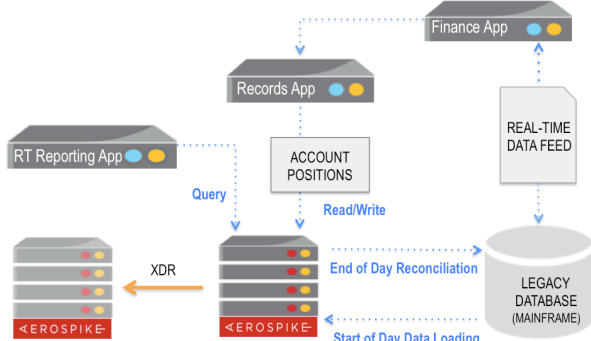 Finance App
Records App
RT Reporting App
ACCOUNT
POSITIONS
REAL-TIME
DATA FEED
Query
Read/Write
XDR
End of Day Reconciliation
LEGACY
DATABASE
(MAINFRAME)
AEROSPIKE
AEROSPIKE
Start of Day Data Loading